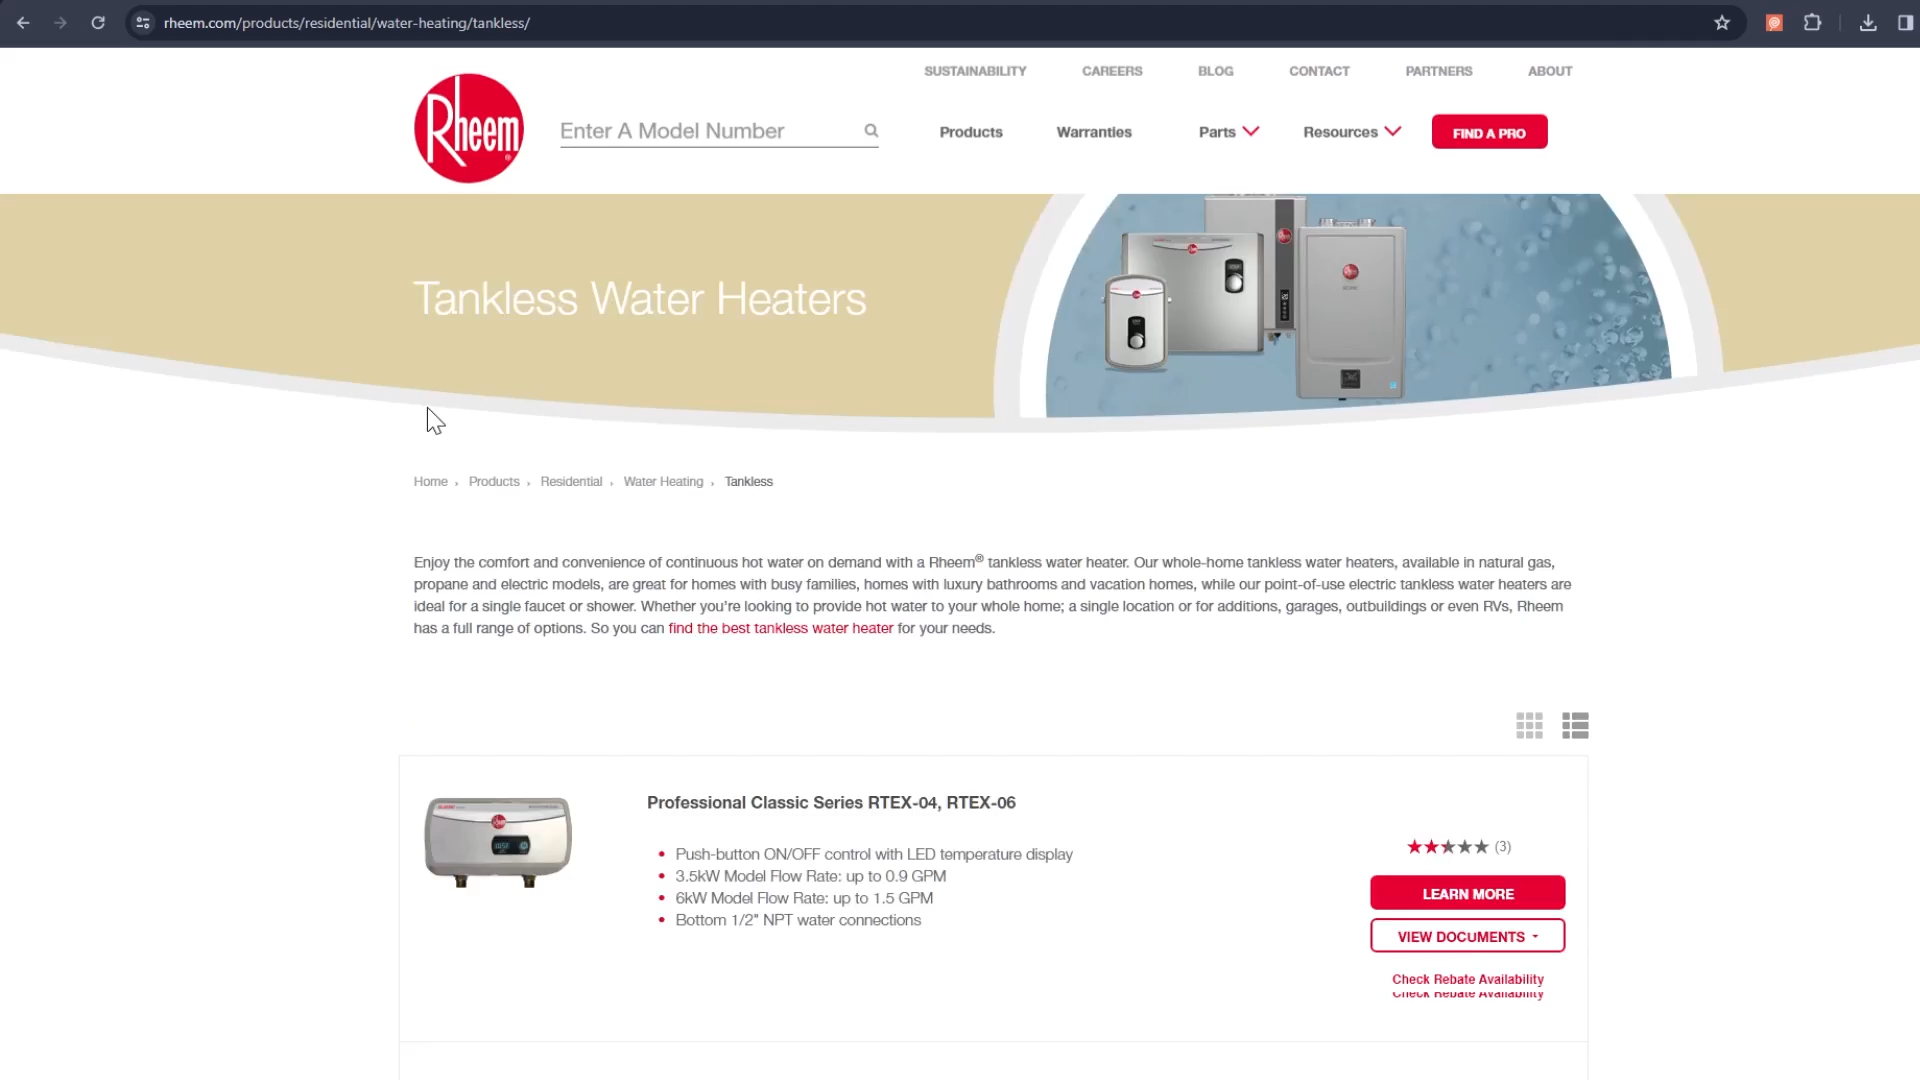 rheem.com/products/residential/water-heating/tankless/
SUSTAINABILITY CAREERS BLOG CONTACT PARTNERS ABOUT
Rheem
Enter A Model Number
Products Warranties Parts Resources FIND A PRO
Tankless Water Heaters
Home › Products › Residential › Water Heating › Tankless
Enjoy the comfort and convenience of continuous hot water on demand with a Rheem® tankless water heater. Our whole-home tankless water heaters, available in natural gas,
propane and electric models, are great for homes with busy families, homes with luxury bathrooms and vacation homes, while our point-of-use electric tankless water heaters are
ideal for a single faucet or shower. Whether you're looking to provide hot water to your whole home; a single location or for additions, garages, outbuildings or even RVs, Rheem
has a full range of options. So you can find the best tankless water heater for your needs.
Professional Classic Series RTEX-04, RTEX-06
• Push-button ON/OFF control with LED temperature display
• 3.5kW Model Flow Rate: up to 0.9 GPM
• 6kW Model Flow Rate: up to 1.5 GPM
• Bottom 1/2" NPT water connections
(3)
LEARN MORE
VIEW DOCUMENTS
Check Rebate Availability
Check Rebate Availability